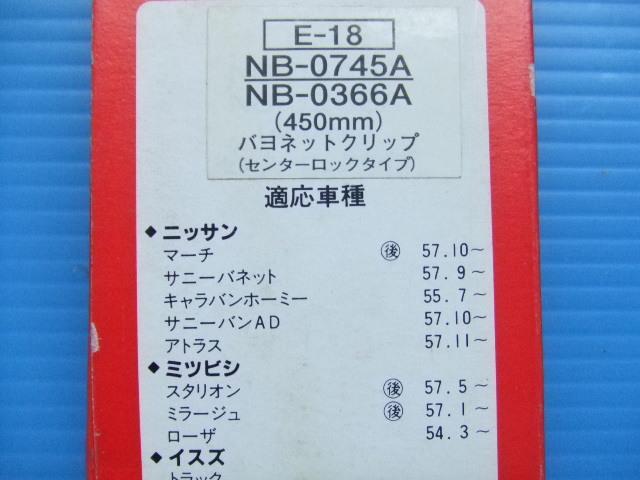 E-18
NB-0745A
NB-0366A
(450mm)
バヨネットクリップ
(センターロックタイプ)
適応車種
◆ニッサン
マーチ 後 57.10~
サニーバネット 57.9~
キャラバンホーミー 55.7~
サニーバンAD 57.10~
アトラス 57.11~
◆ミツビシ
スタリオン 後 57.5~
ミラージュ 後 57.1~
ローザ 54.3~
◆イスズ
トラック